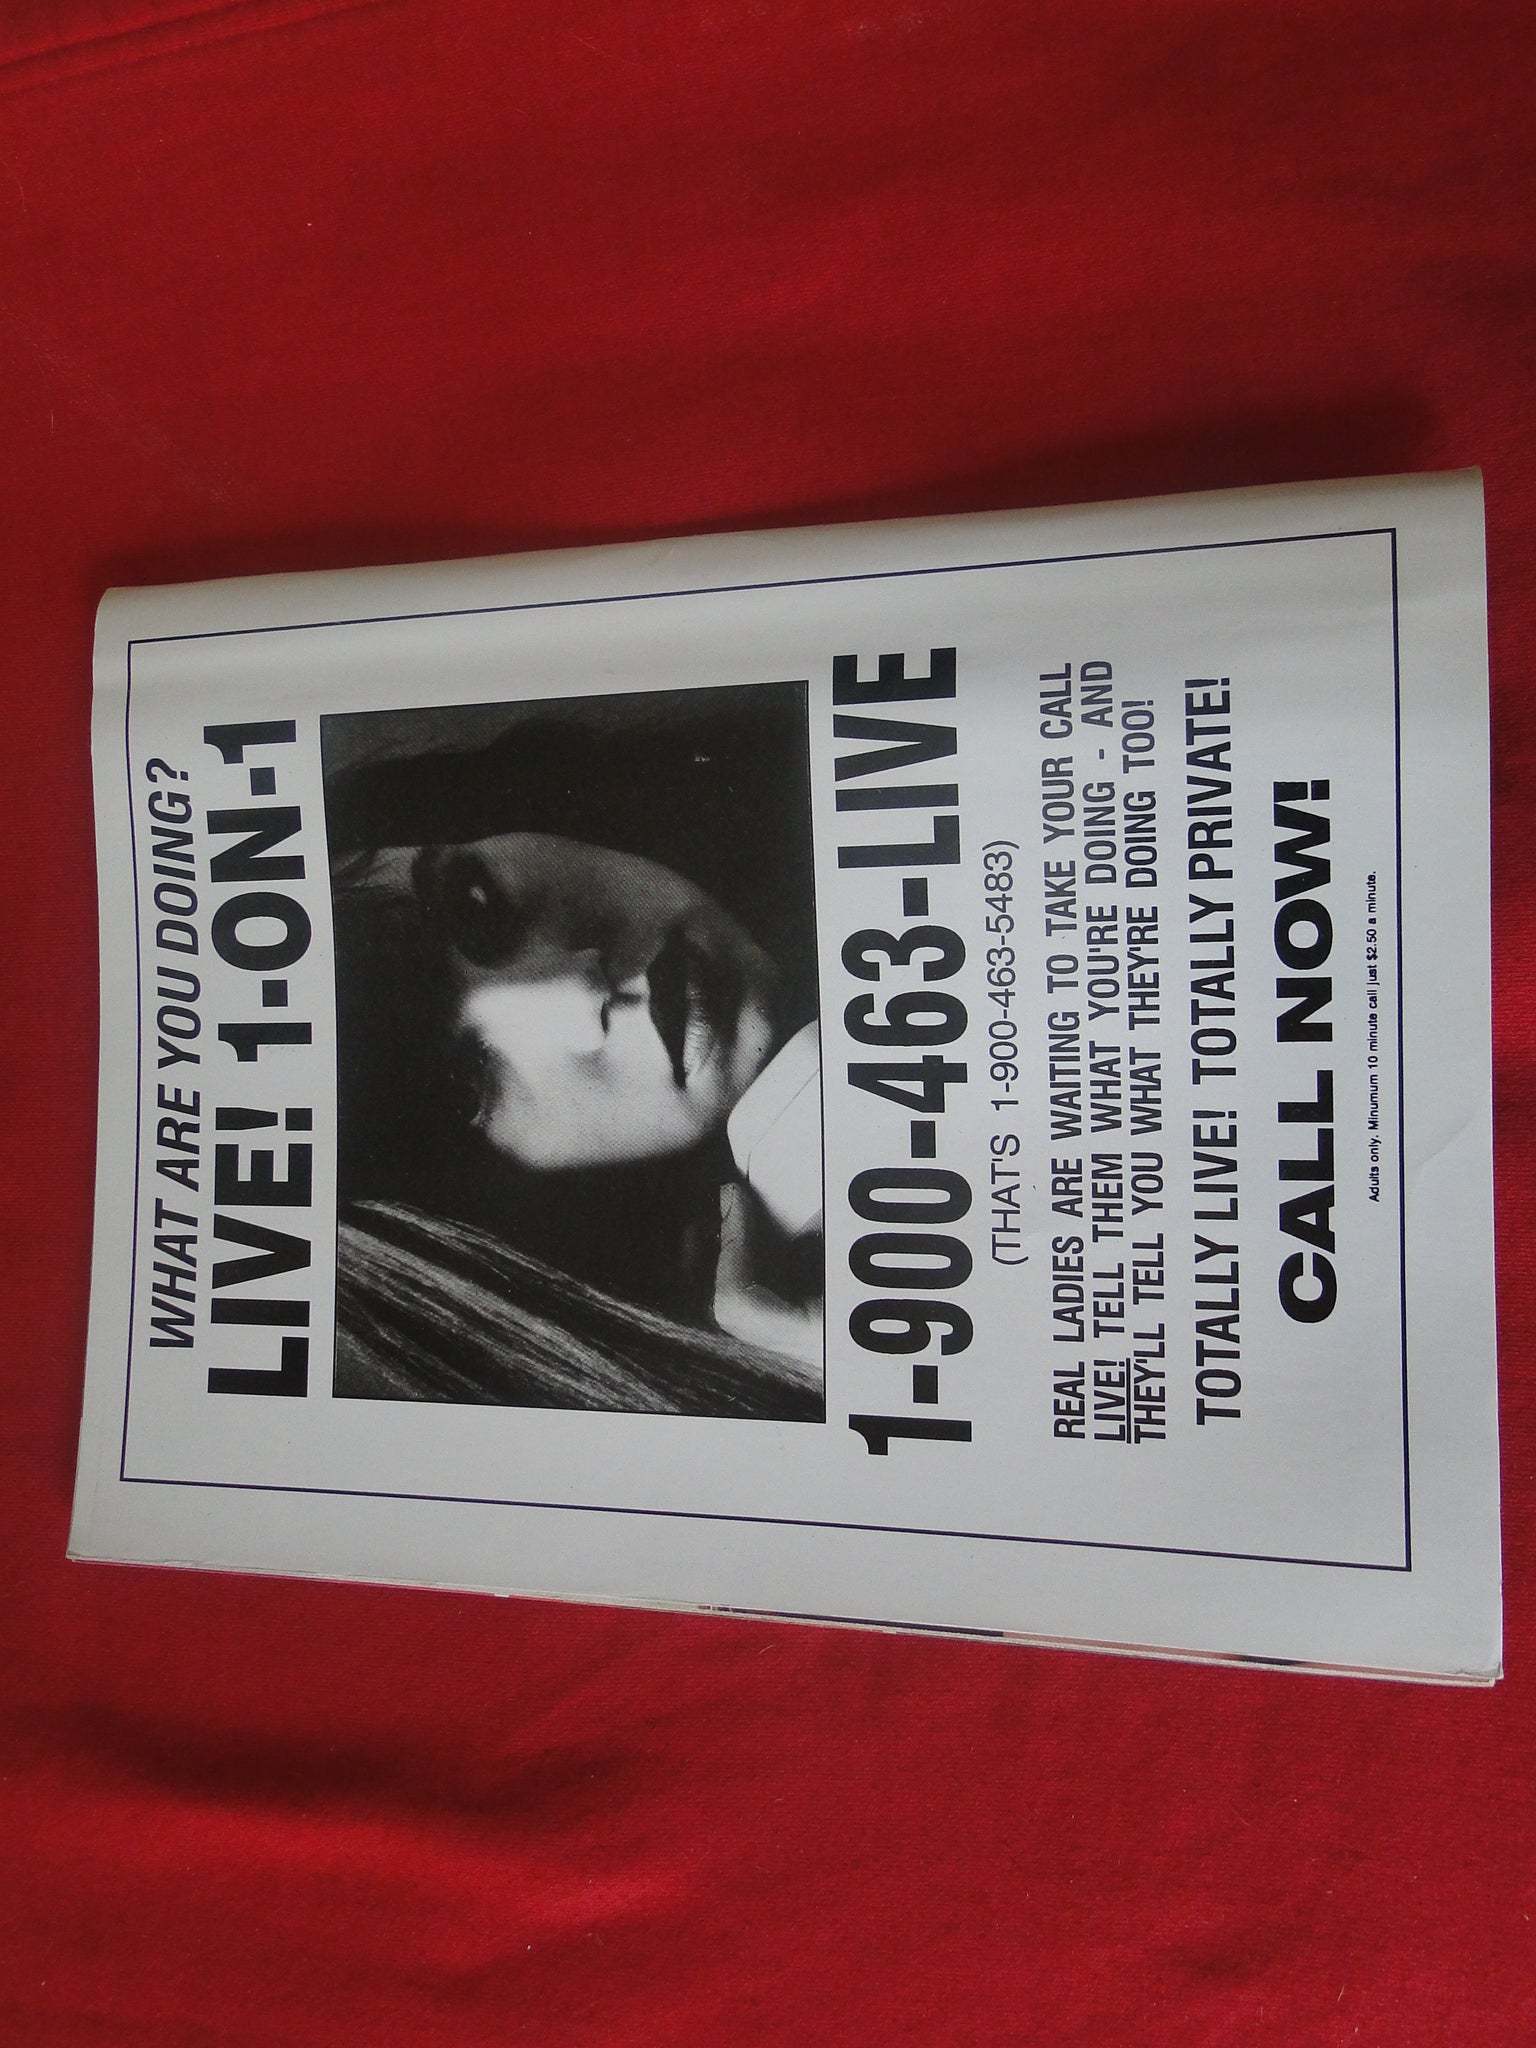 WHAT ARE YOU DOING?
LIVE! 1-ON-1
1-900-463-LIVE
(THAT'S 1-900-463-5483)
REAL LADIES ARE WAITING TO TAKE YOUR CALL
LIVE! TELL THEM WHAT YOU'RE DOING - AND
THEY'LL TELL YOU WHAT THEY'RE DOING TOO!
TOTALLY LIVE! TOTALLY PRIVATE!
CALL NOW!
Adults only. Minumum 10 minute call just $2.50 a minute.